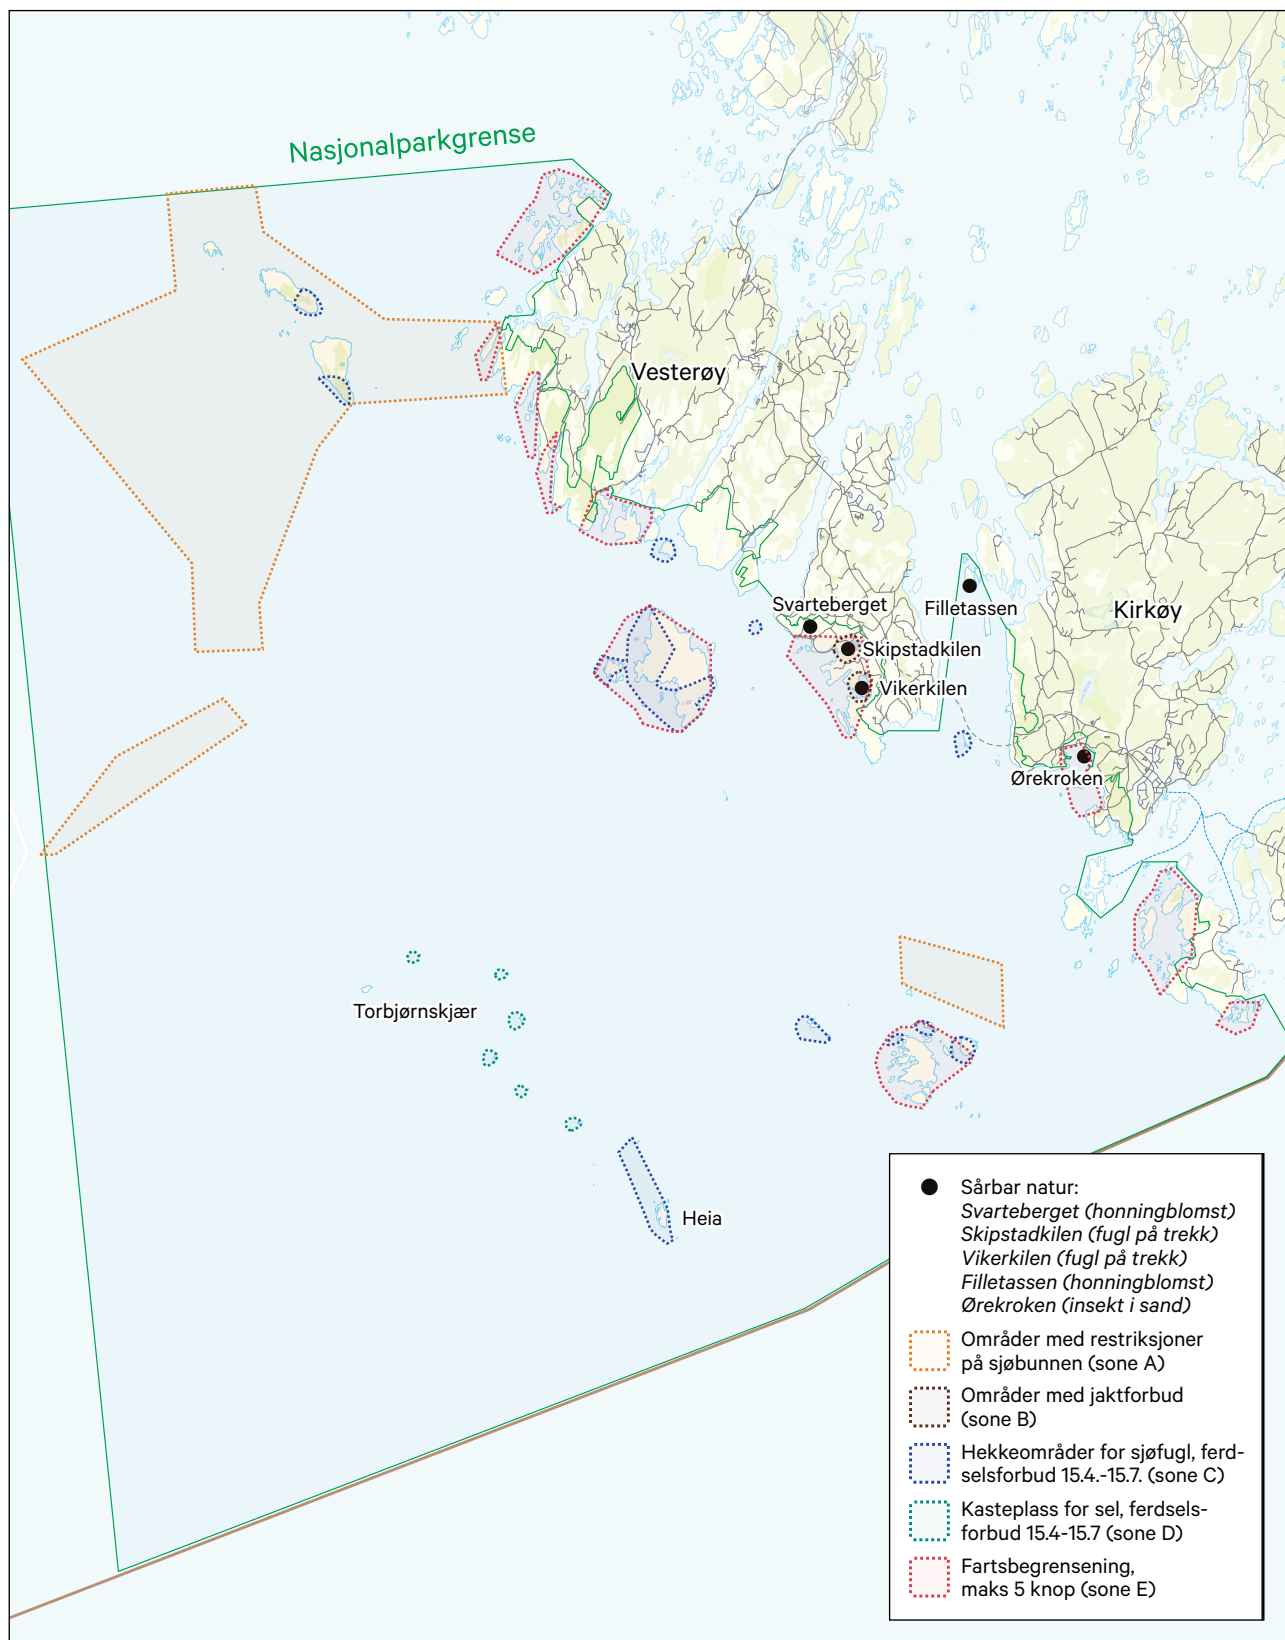 Nasjonalparkgrense
Vesterøy
Svarteberget
Filletassen
Kirkøy
Skipstadkilen
Vikerkilen
Ørekroken
Torbjørnskjær
Heia
Sårbar natur:
Svarteberget (honningblomst)
Skipstadkilen (fugl på trekk)
Vikerkilen (fugl på trekk)
Filletassen (honningblomst)
Ørekroken (insekt i sand)
Områder med restriksjoner
på sjøbunnen (sone A)
Områder med jaktforbud
(sone B)
Hekkeområder for sjøfugl, ferd-
selsforbud 15.4.-15.7. (sone C)
Kasteplass for sel, ferdsels-
forbud 15.4-15.7 (sone D)
Fartsbegrensening,
maks 5 knop (sone E)